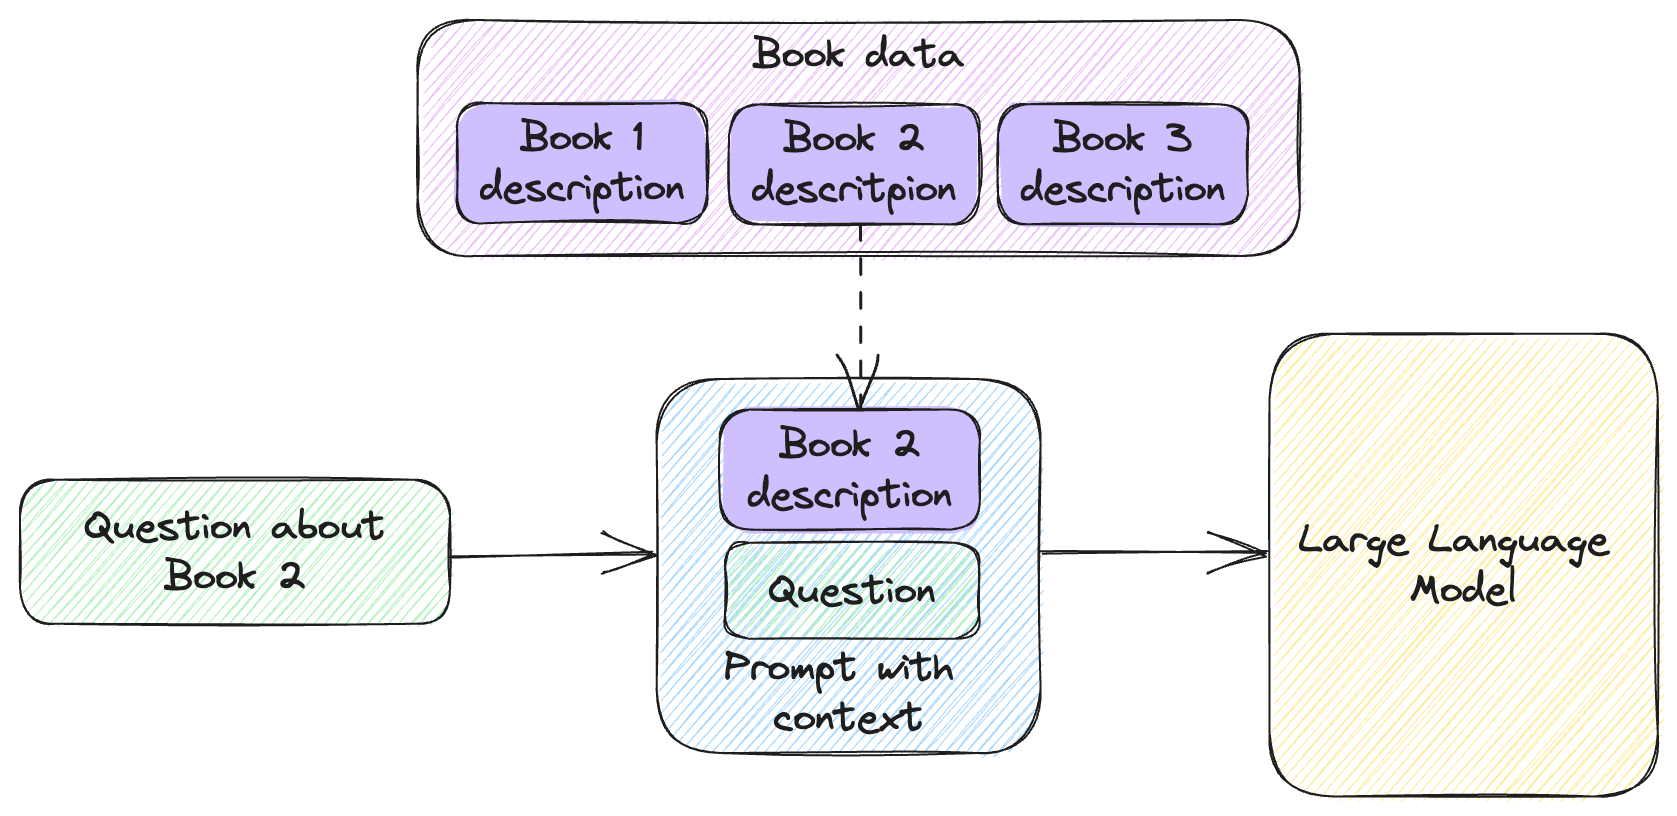 Book data
Book 1
description
Book 2
descritpion
Book 3
description
Book 2
description
Question about
Book 2
Question
Prompt with
context
Large Language
Model